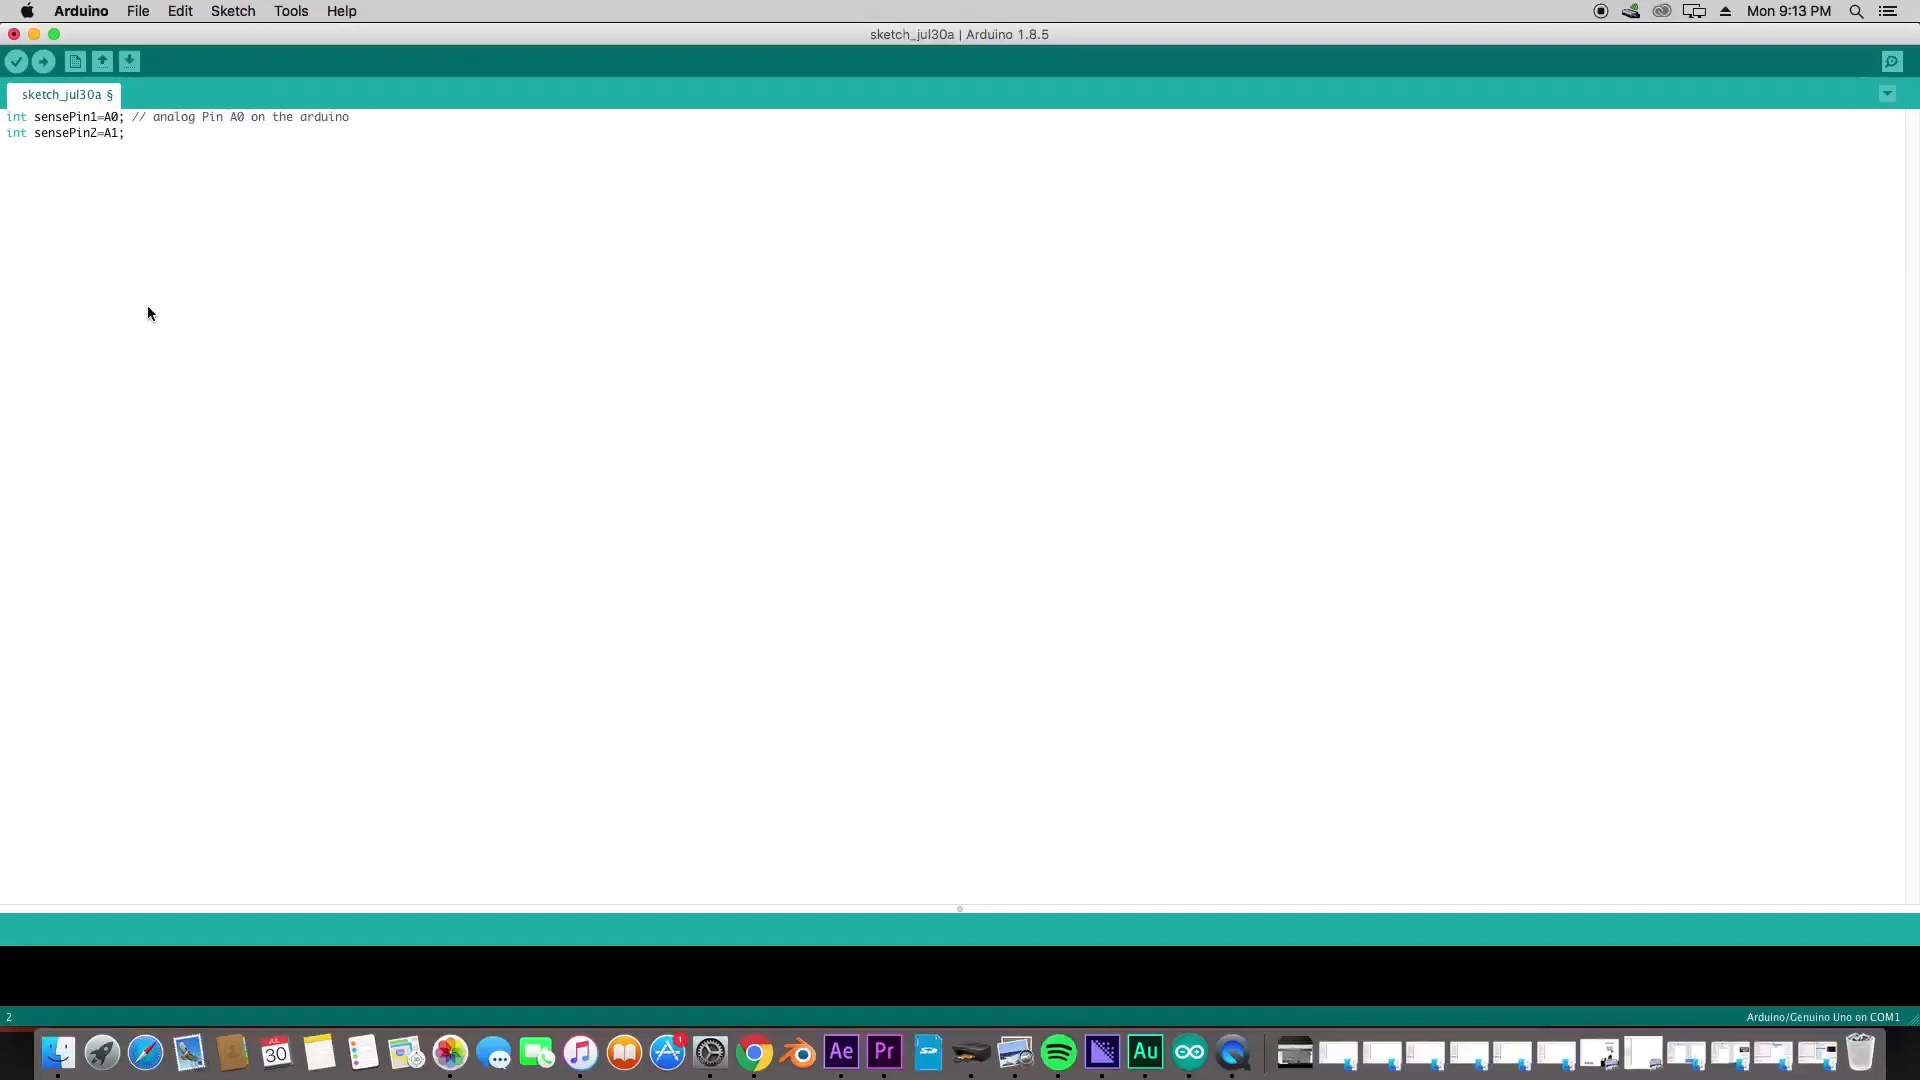 Arduino File Edit Sketch Tools Help Mon 9:13 PM
sketch_jul30a | Arduino 1.8.5
sketch_jul30a §
int sensePin1=A0; // analog Pin A0 on the arduino
int sensePin2=A1;
2 Arduino/Genuino Uno on COM1
JUL
30
1
Ae Pr Au